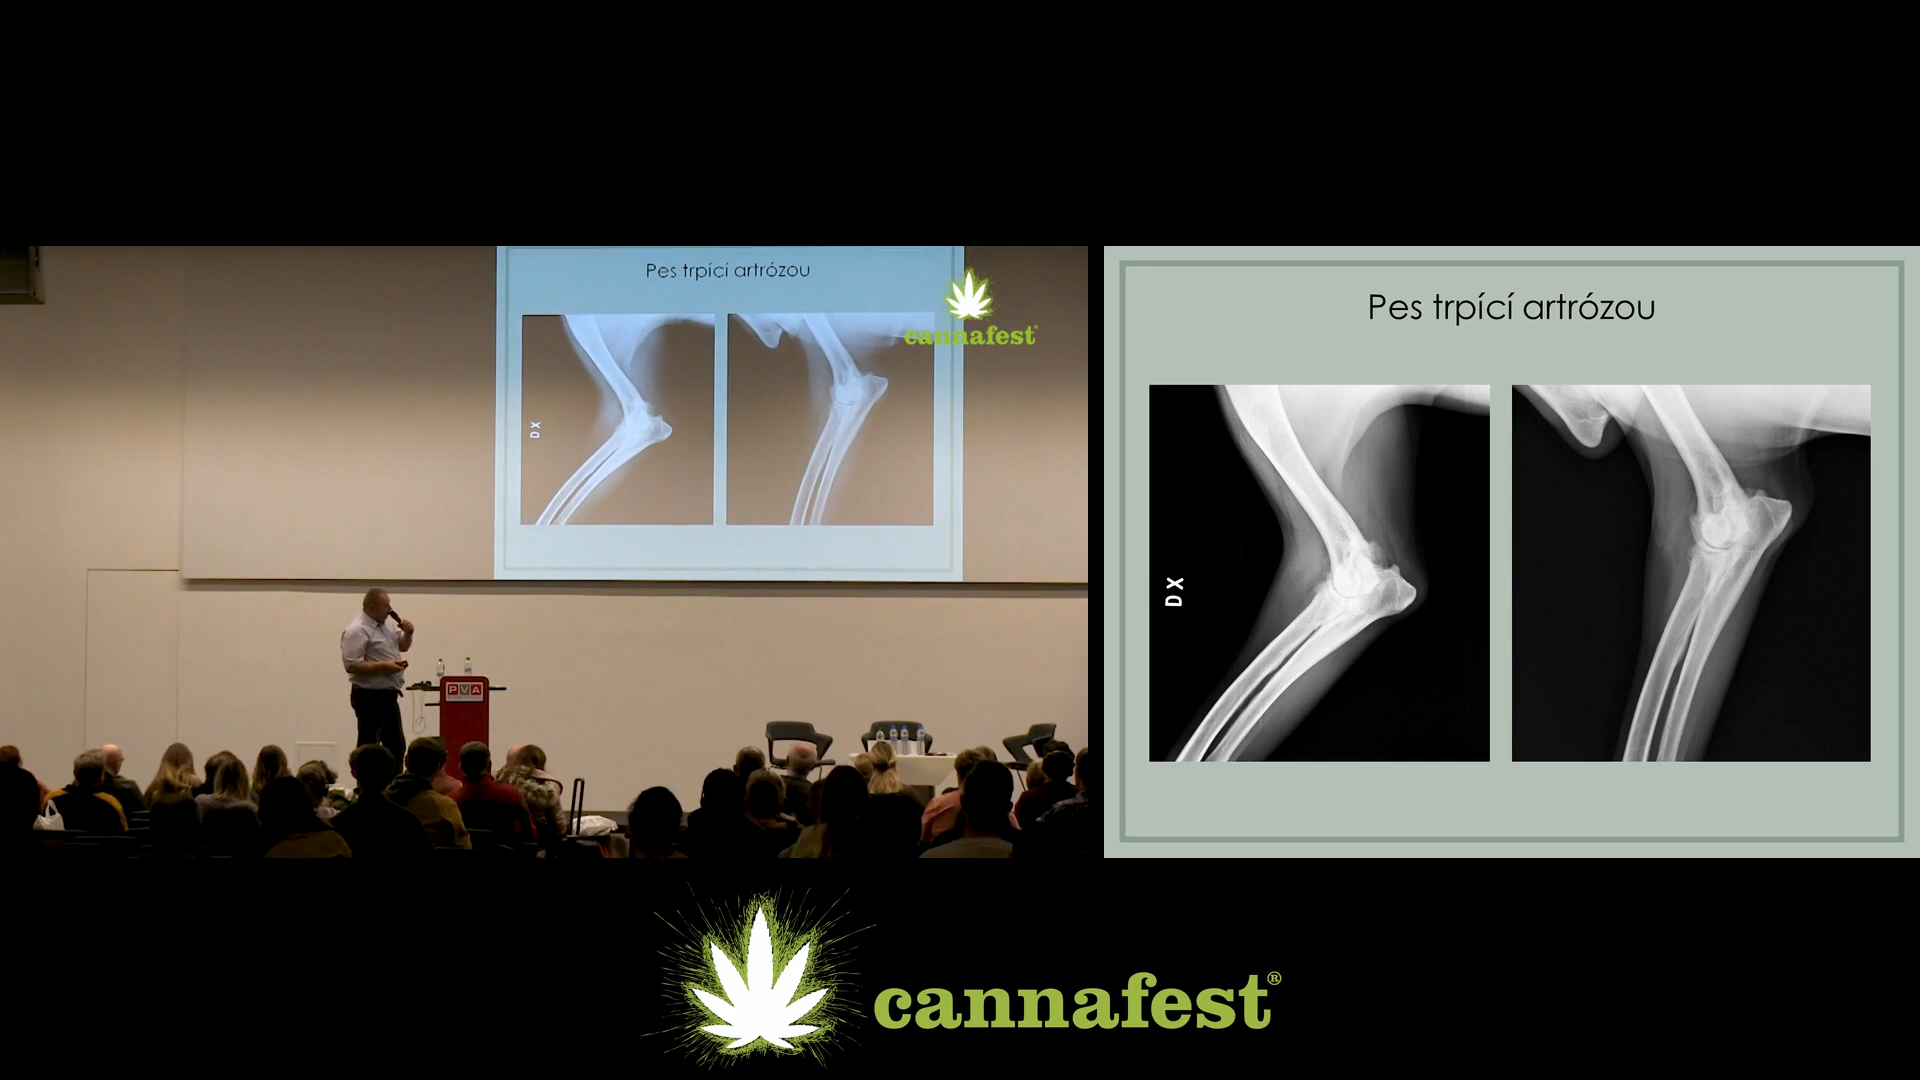 Pes trpící artrózou
cannafest
DX
PVA
Pes trpící artrózou
DX
cannafest®